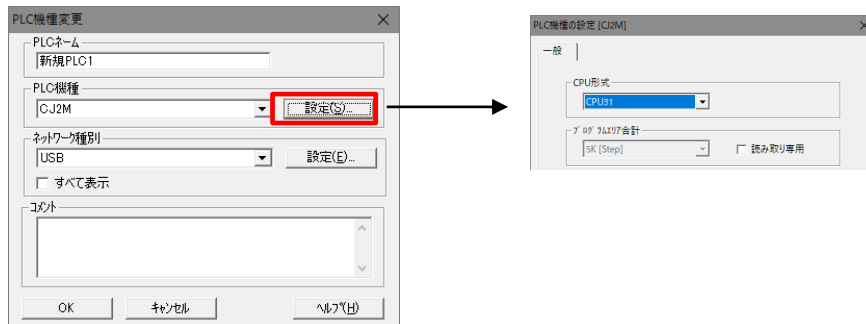 PLC機種変更
PLCネーム
新規PLC1
PLC機種
CJ2M
設定(S)...
ネットワーク種別
USB
設定(E)...
すべて表示
コメント
OK
キャンセル
ヘルプ(H)
PLC機種の設定 [CJ2M]
一般
CPU形式
CPU31
プログラムエリア合計
5K [Step]
読み取り専用